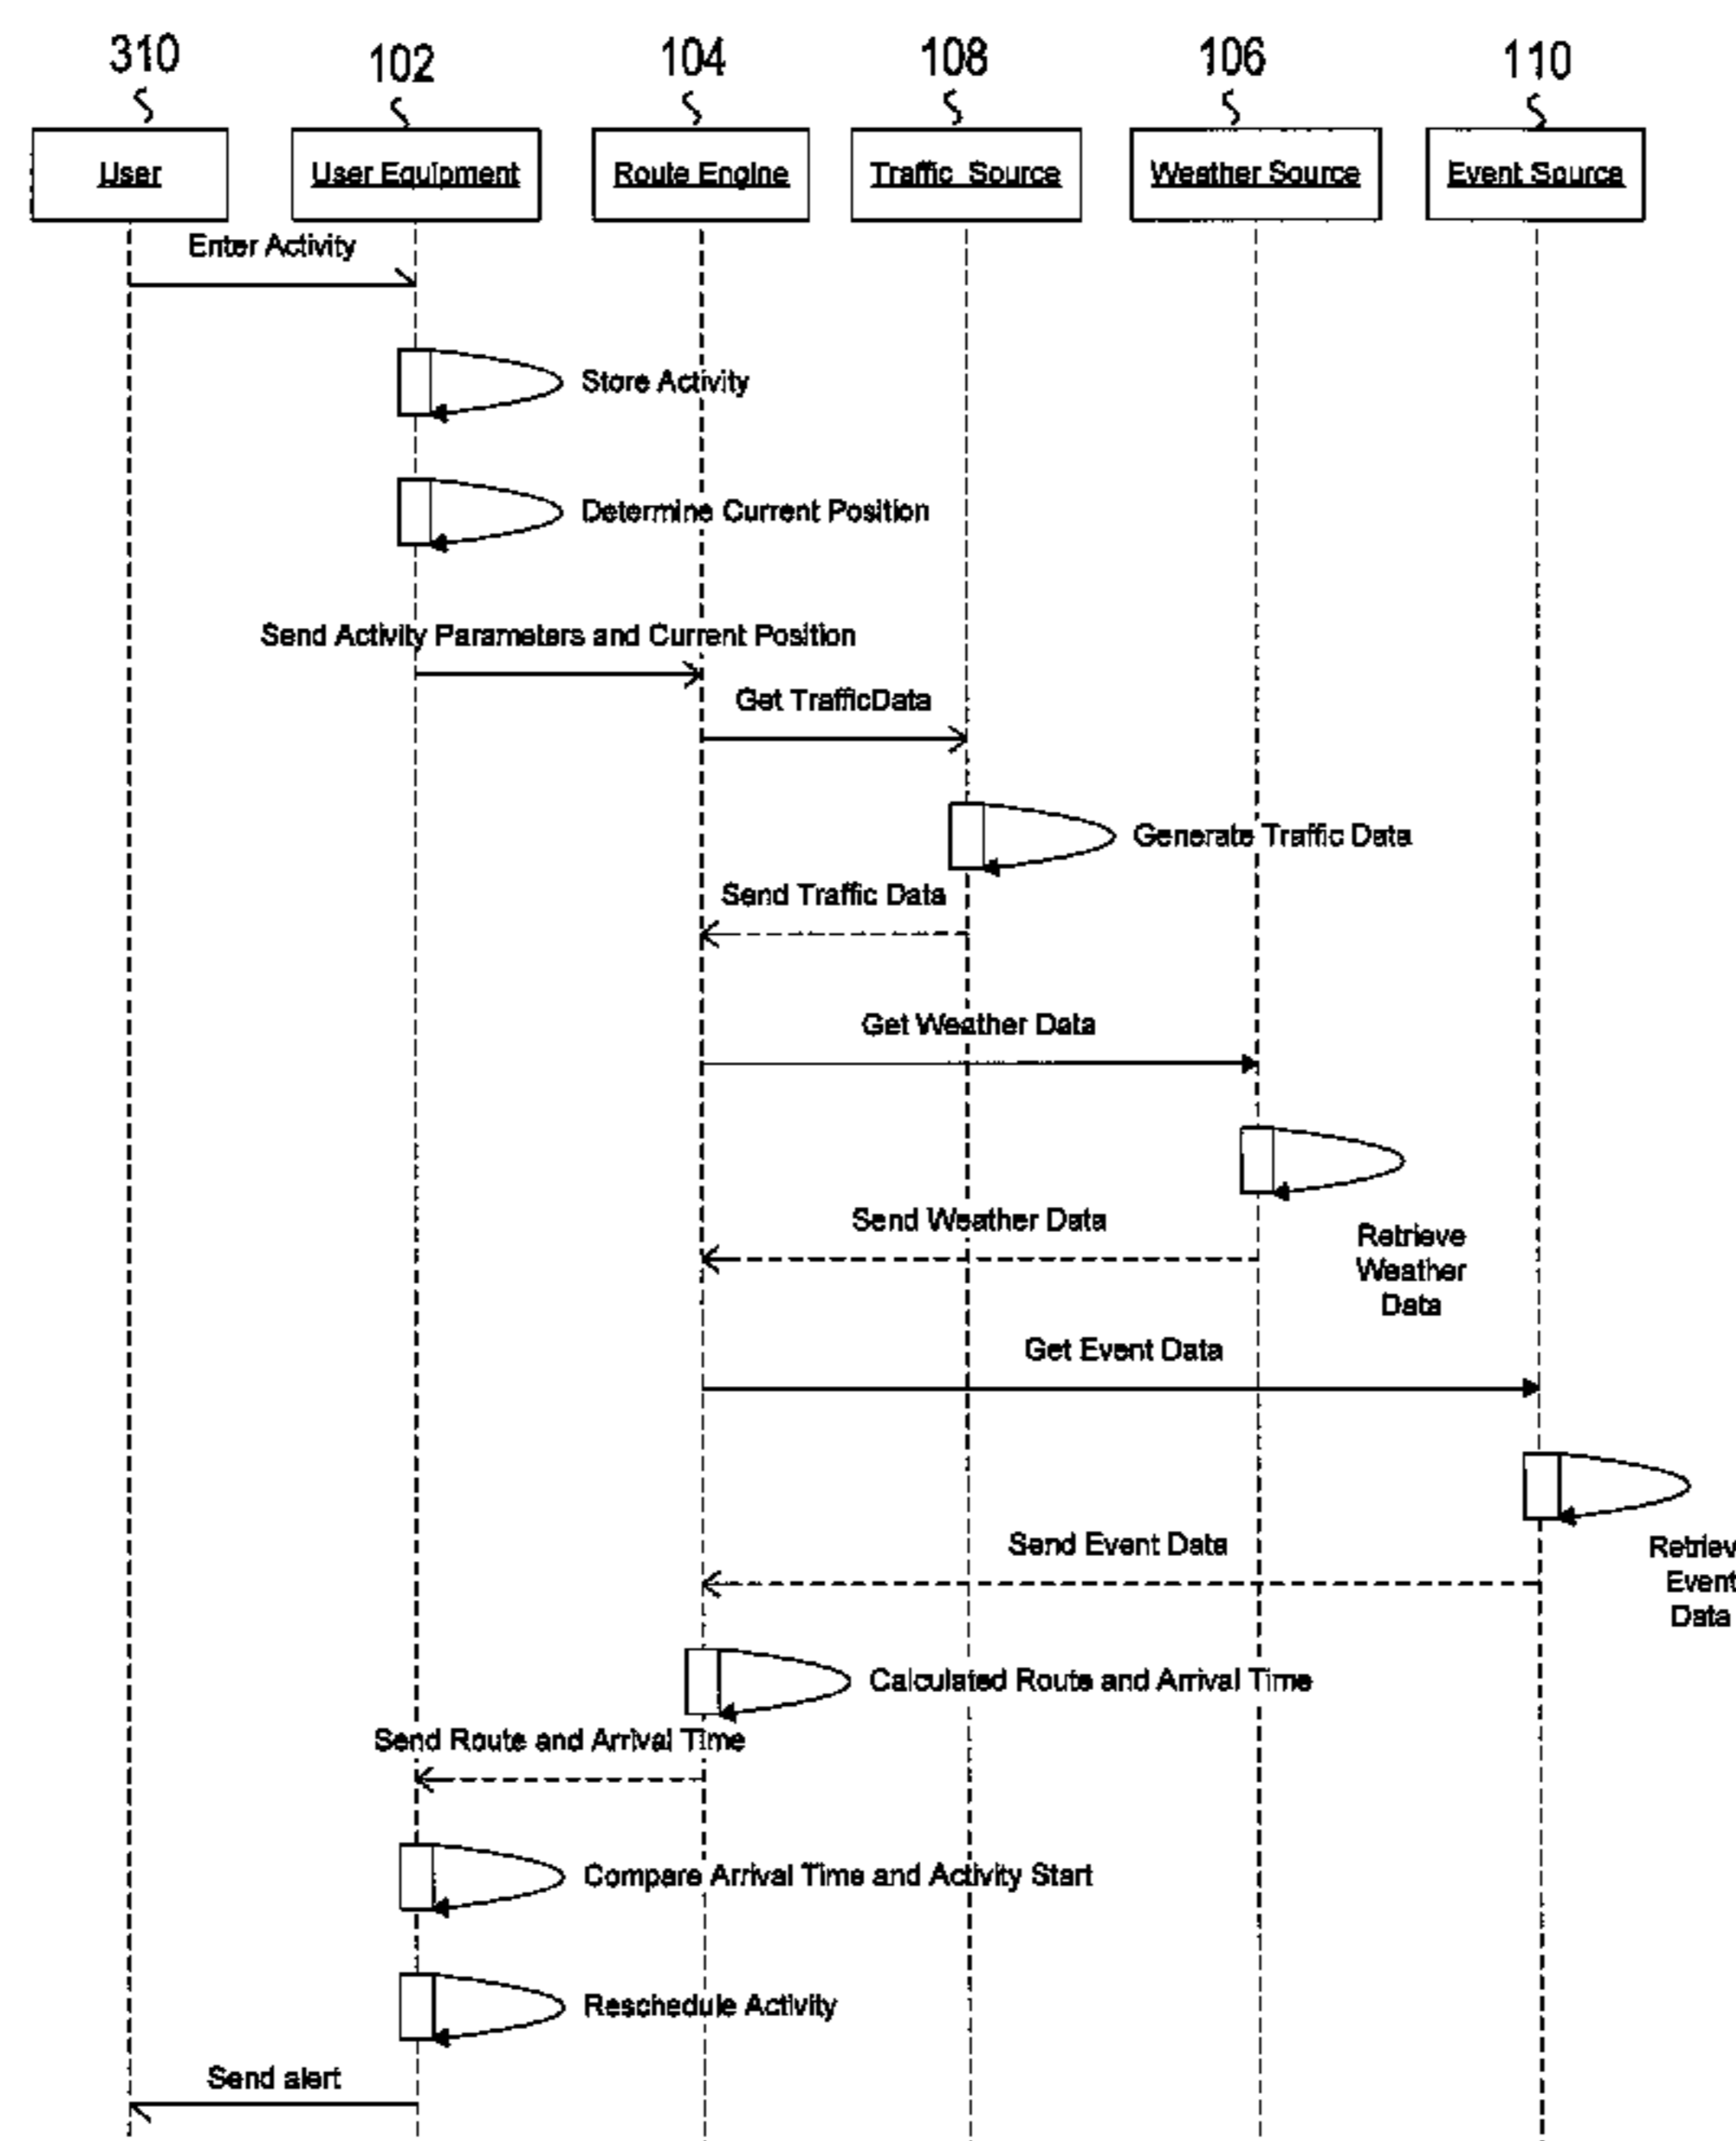 310
102
104
108
106
110
User
User Equipment
Route Engine
Traffic Source
Weather Source
Event Source
Enter Activity
Store Activity
Determine Current Position
Send Activity Parameters and Current Position
Get TrafficData
Generate Traffic Data
Send Traffic Data
Get Weather Data
Send Weather Data
Retrieve
Weather
Data
Get Event Data
Send Event Data
Retriev
Event
Data
Calculated Route and Arrival Time
Send Route and Arrival Time
Compare Arrival Time and Activity Start
Reschedule Activity
Send alert